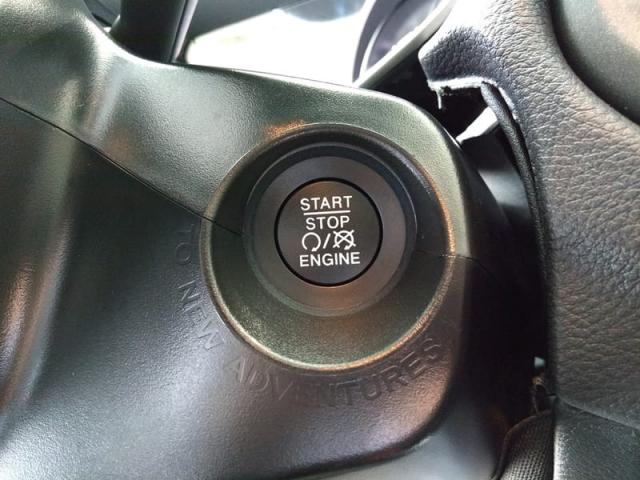 START
STOP
/
ENGINE
TO NEW ADVENTURES